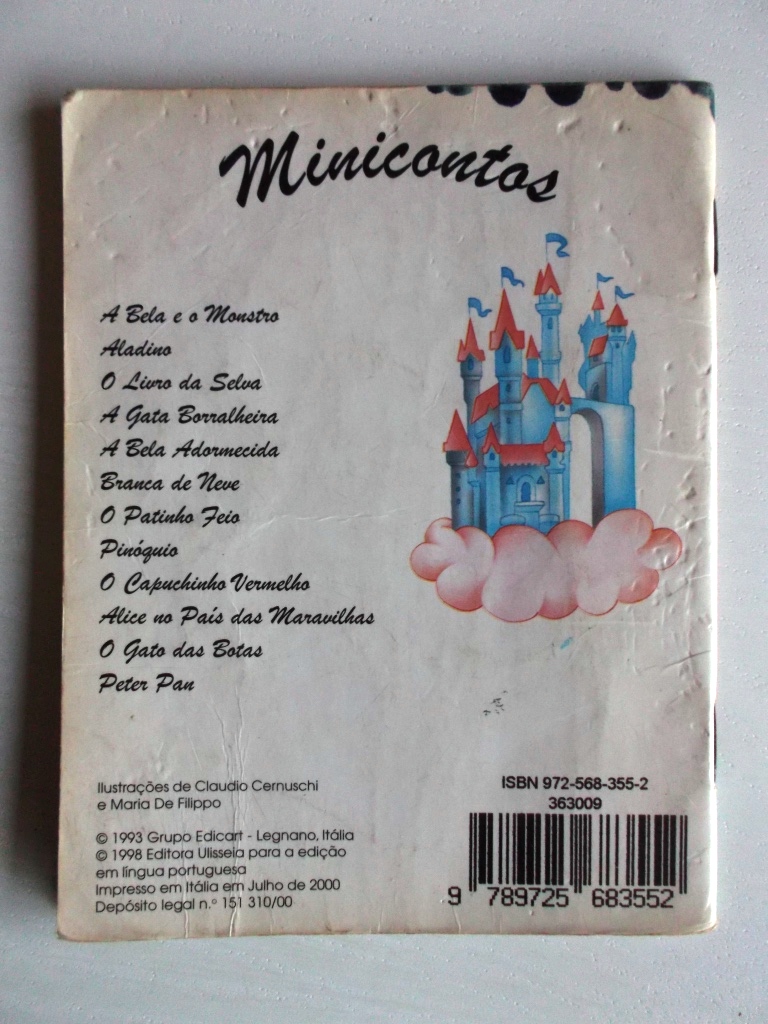 Minicontos
A Bela e o Monstro
Aladino
O Livro da Selva
A Gata Borralheira
A Bela Adormecida
Branca de Neve
O Patinho Feio
Pinóquio
O Capuchinho Vermelho
Alice no País das Maravilhas
O Gato das Botas
Peter Pan
Ilustrações de Claudio Cernuschi
e Maria De Filippo
© 1993 Grupo Edicart - Legnano, Itália
© 1998 Editora Ulisseia para a edição
em língua portuguesa
Impresso em Itália em Julho de 2000
Depósito legal n.º 151 310/00
ISBN 972-568-355-2
363009
9 789725 683552